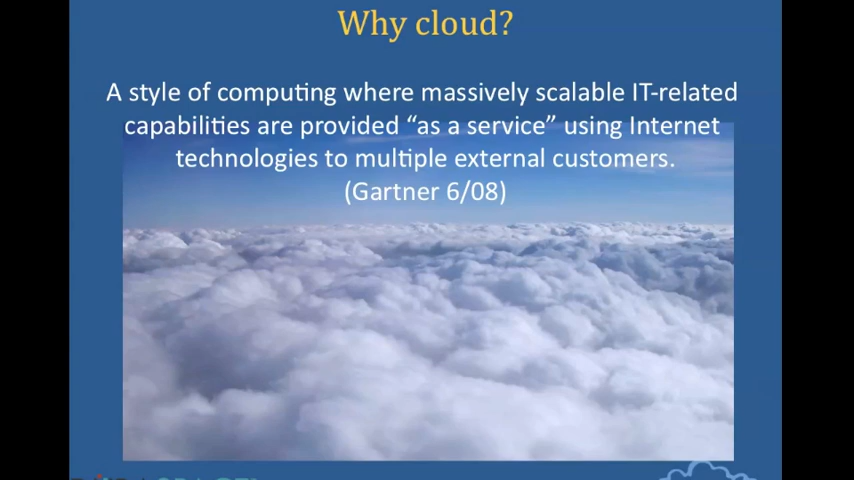 Why cloud?
A style of computing where massively scalable IT-related
capabilities are provided “as a service” using Internet
technologies to multiple external customers.
(Gartner 6/08)